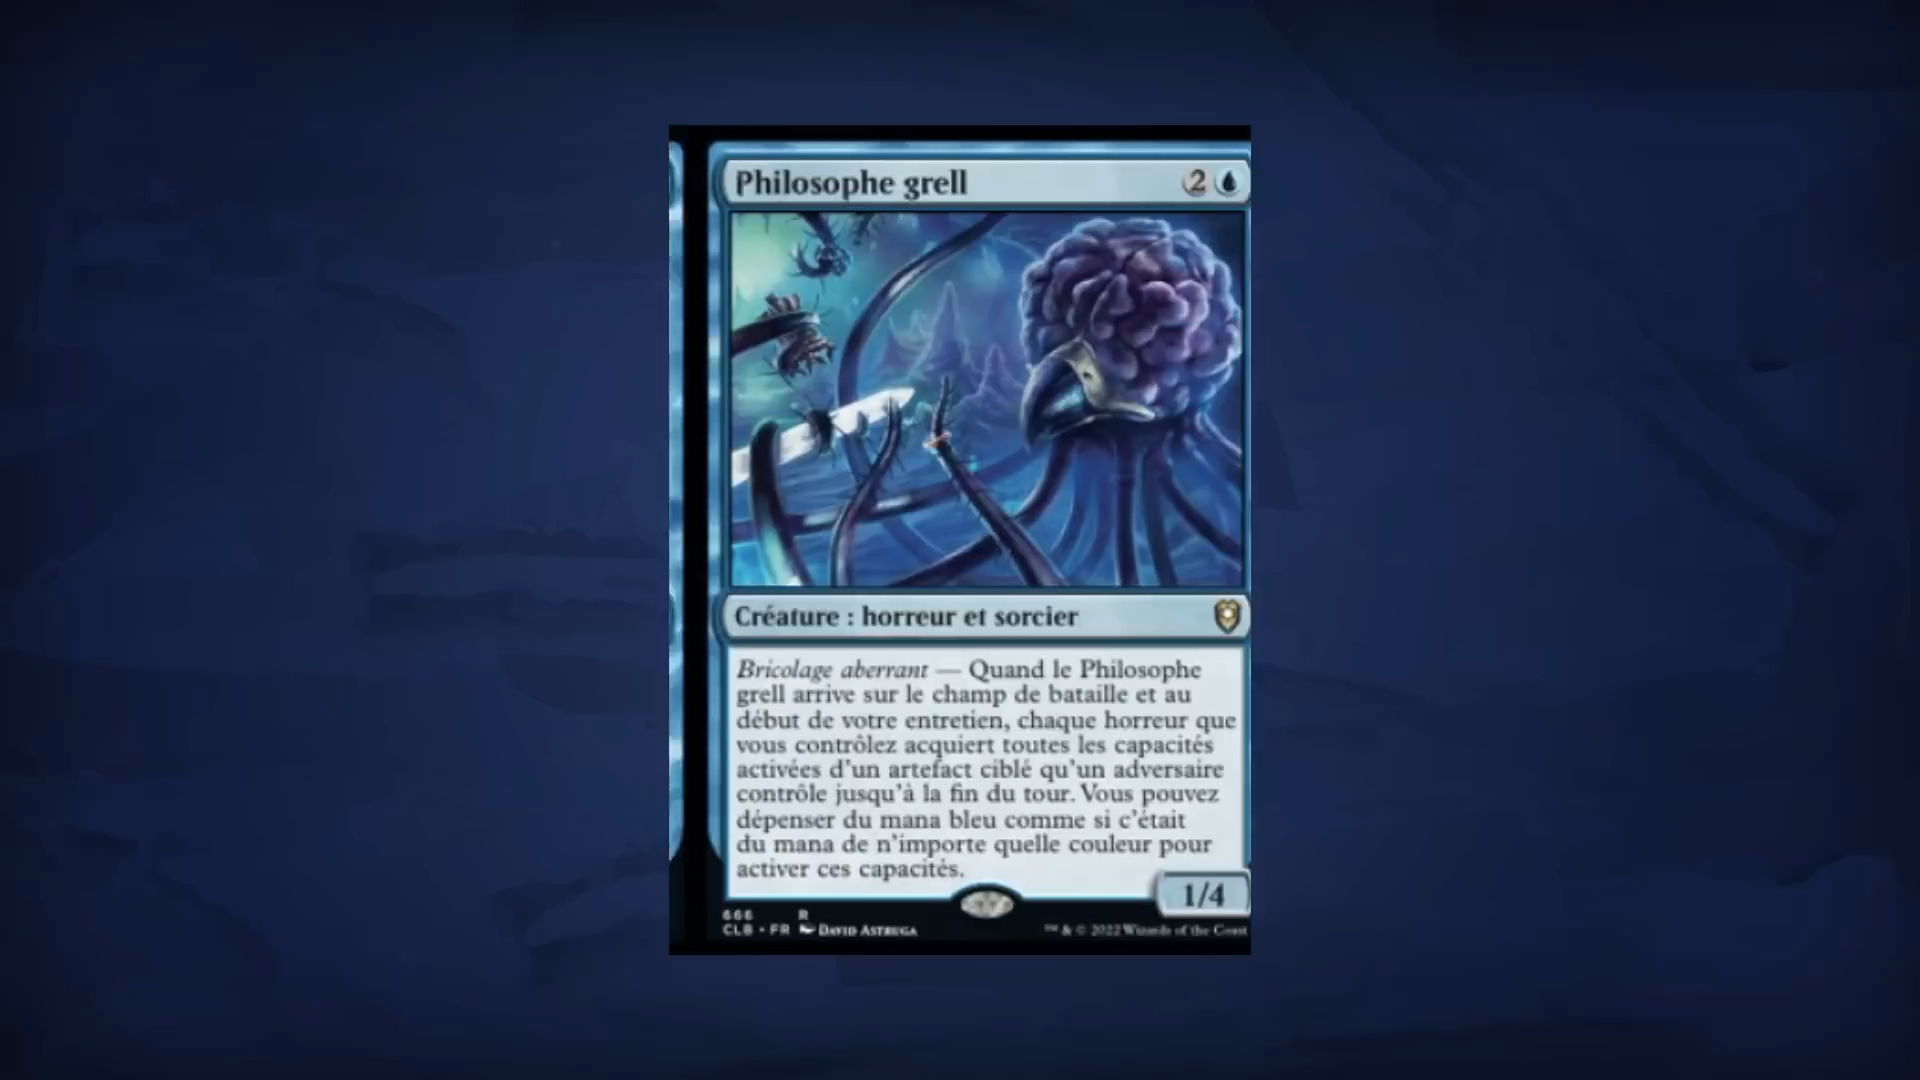 Philosophe grell 2
Créature : horreur et sorcier
Bricolage aberrant — Quand le Philosophe
grell arrive sur le champ de bataille et au
début de votre entretien, chaque horreur que
vous contrôlez acquiert toutes les capacités
activées d'un artefact ciblé qu'un adversaire
contrôle jusqu'à la fin du tour. Vous pouvez
dépenser du mana bleu comme si c'était
du mana de n'importe quelle couleur pour
activer ces capacités.
1/4
666 R
CLB • FR David Astruga
™ & © 2022 Wizards of the Coast